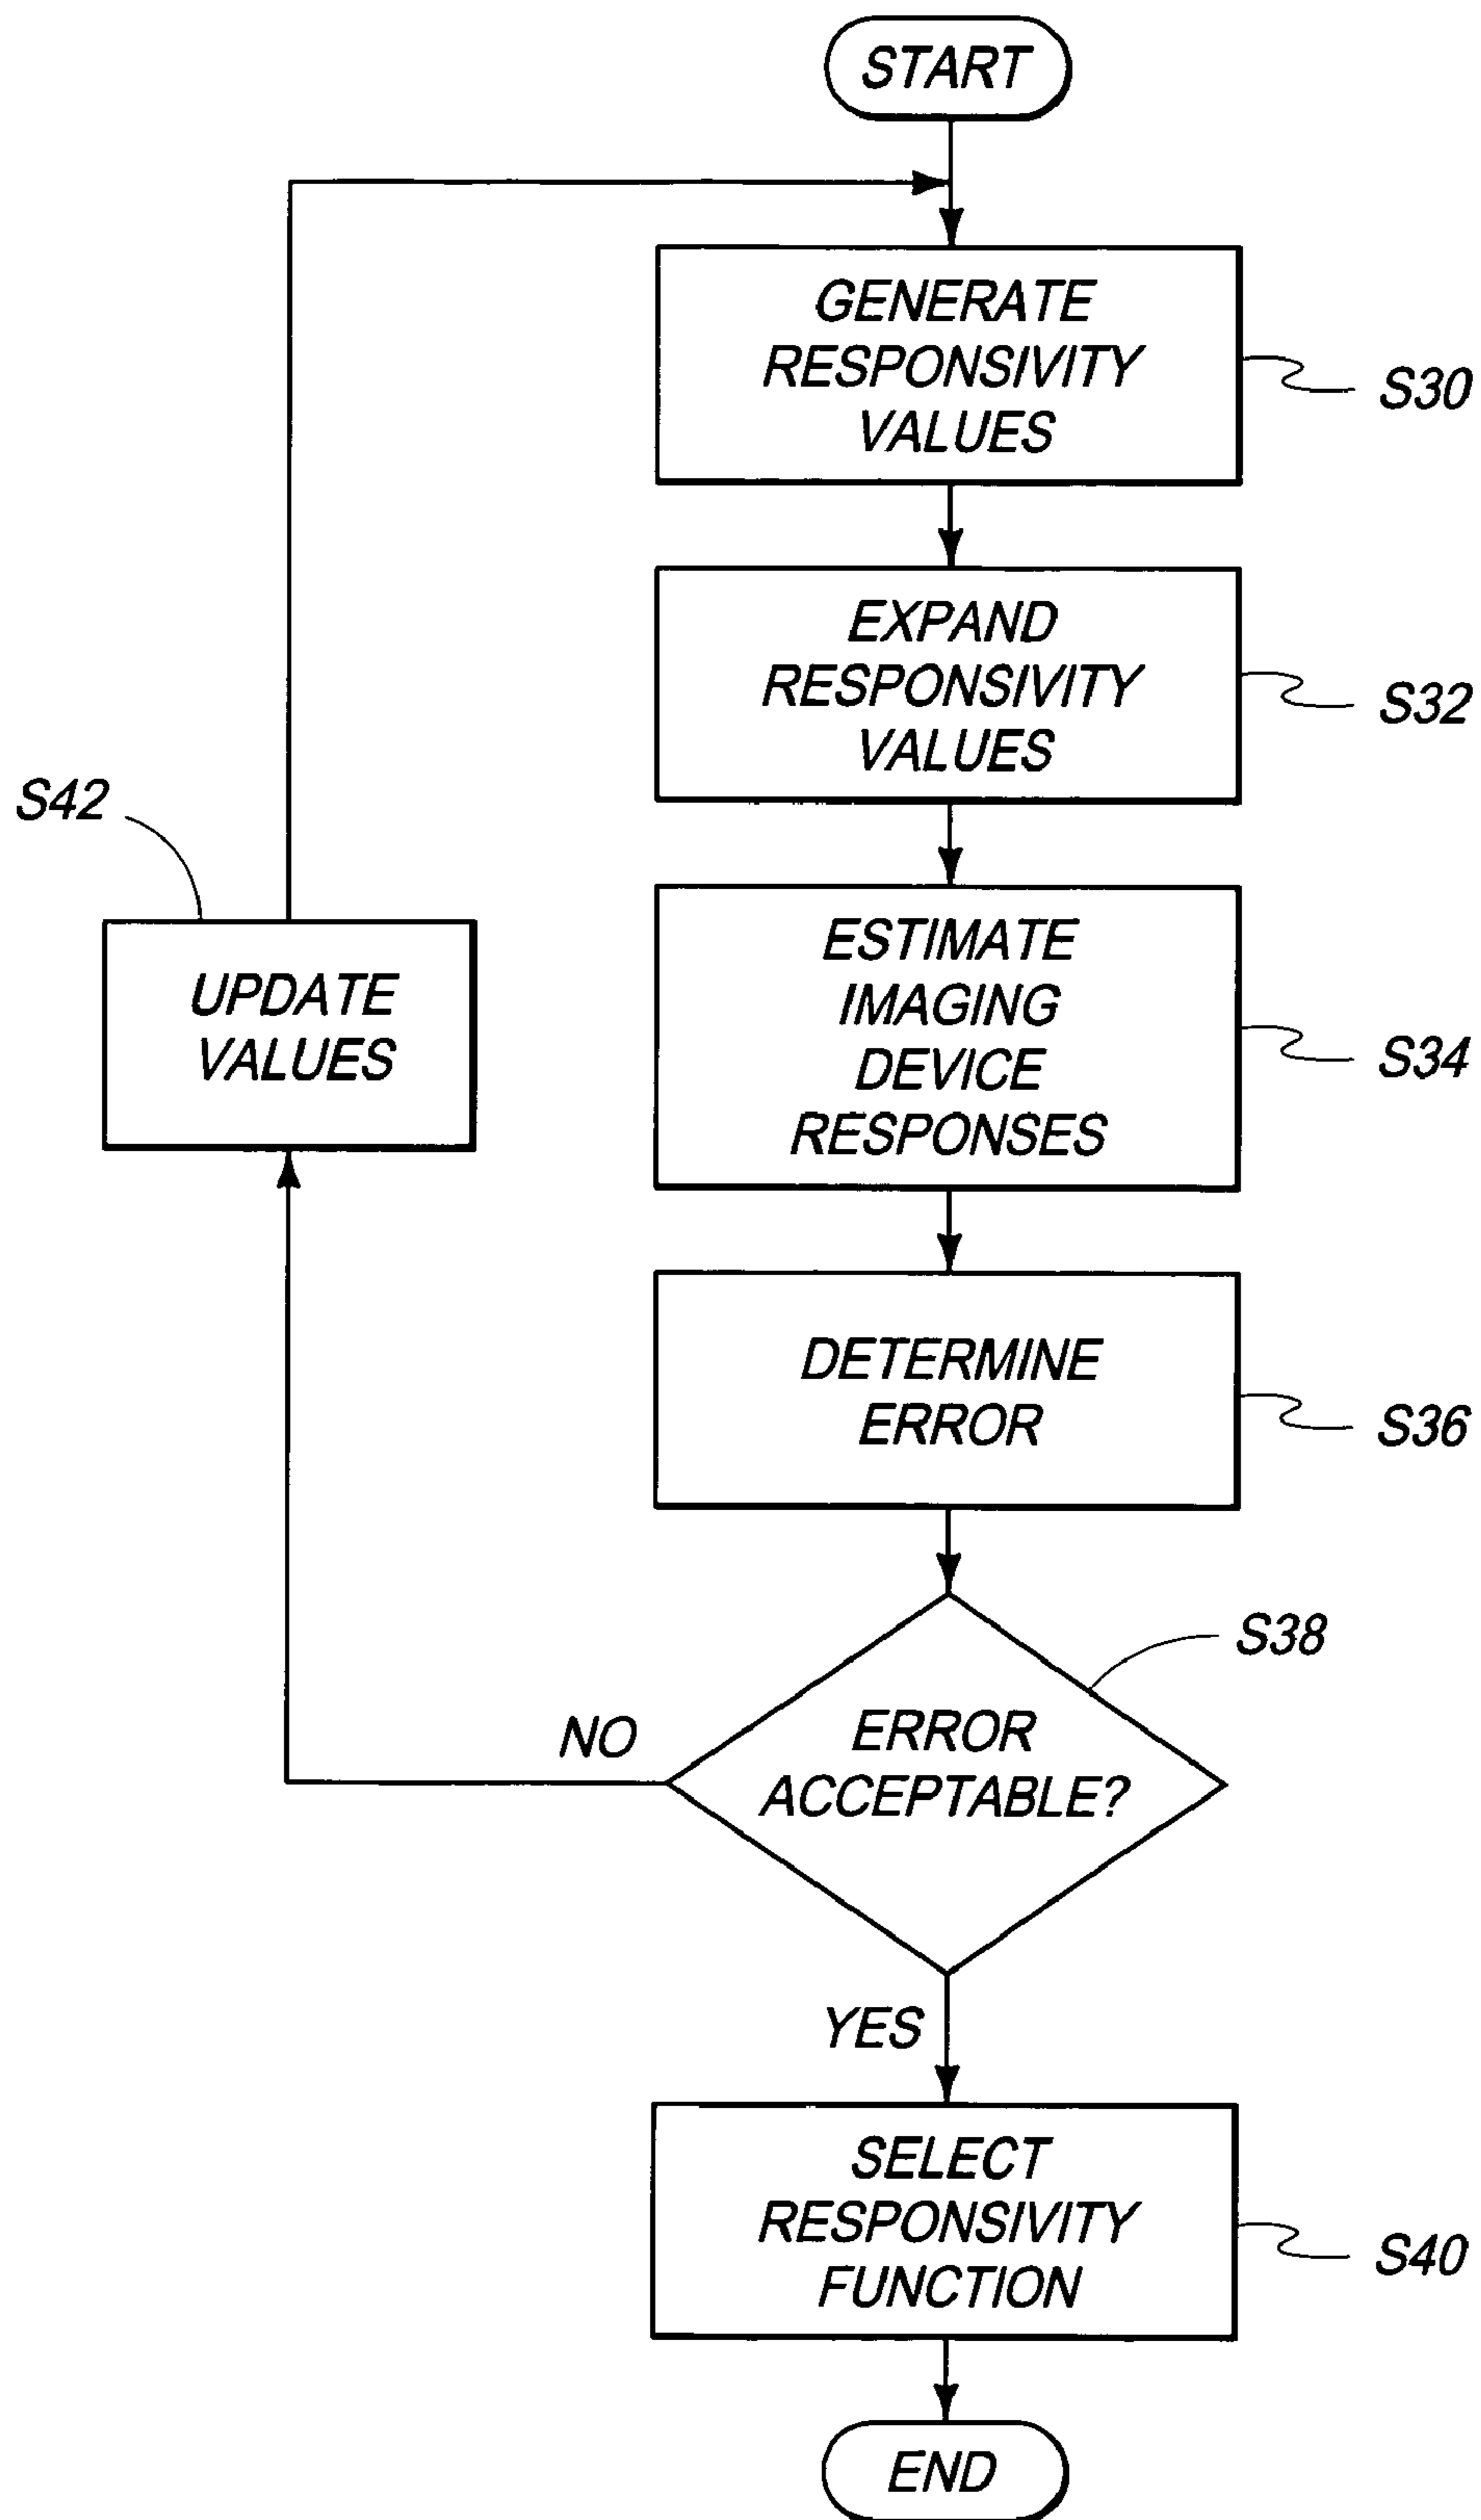 START
GENERATE
RESPONSIVITY
VALUES
S30
EXPAND
RESPONSIVITY
VALUES
S32
S42
UPDATE
VALUES
ESTIMATE
IMAGING
DEVICE
RESPONSES
S34
DETERMINE
ERROR
S36
S38
NO
ERROR
ACCEPTABLE?
YES
SELECT
RESPONSIVITY
FUNCTION
S40
END